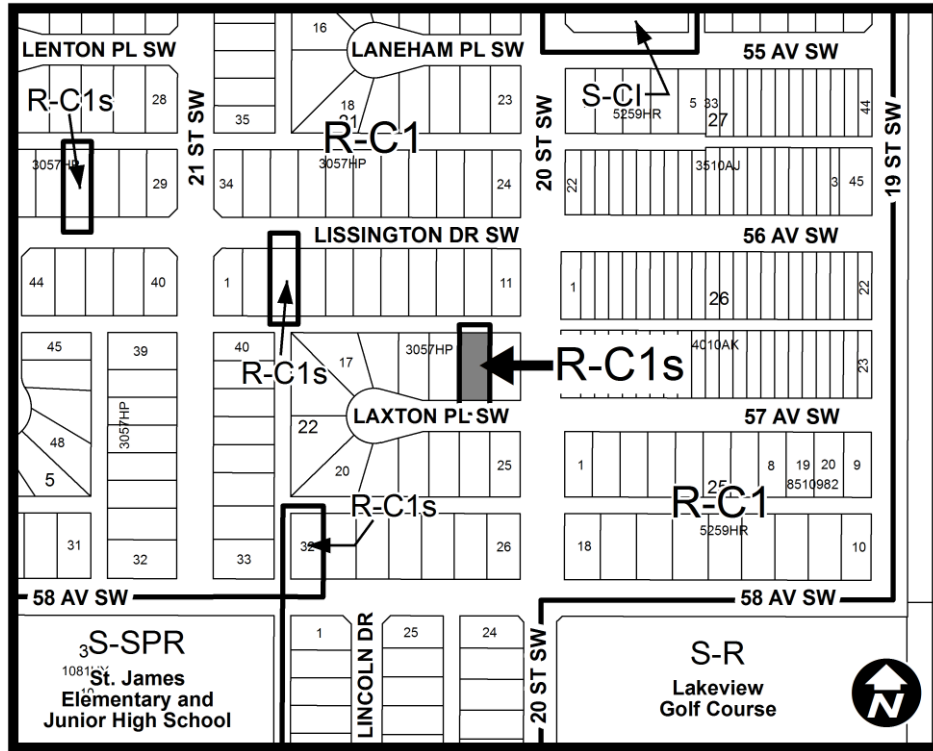 16
LENTON PL SW
LANEHAM PL SW
55 AV SW
R-C1s
28
18
21
23
S-CI
5259HR
5
33
27
44
35
R-C1
21 ST SW
20 ST SW
19 ST SW
3057HP
29
34
3057HP
24
22
3510AJ
3
45
LISSINGTON DR SW
56 AV SW
44
40
1
11
1
26
22
R-C1s
45
39
40
17
3057HP
R-C1s
4010AK
23
3057HP
LAXTON PL SW
57 AV SW
48
5
22
20
25
1
8
19
20
9
8510982
25
R-C1
5259HR
R-C1s
31
32
33
32
26
18
10
58 AV SW
58 AV SW
1
LINCOLN DR
25
24
20 ST SW
3
S-SPR
St. James
Elementary and
Junior High School
S-R
Lakeview
Golf Course
N